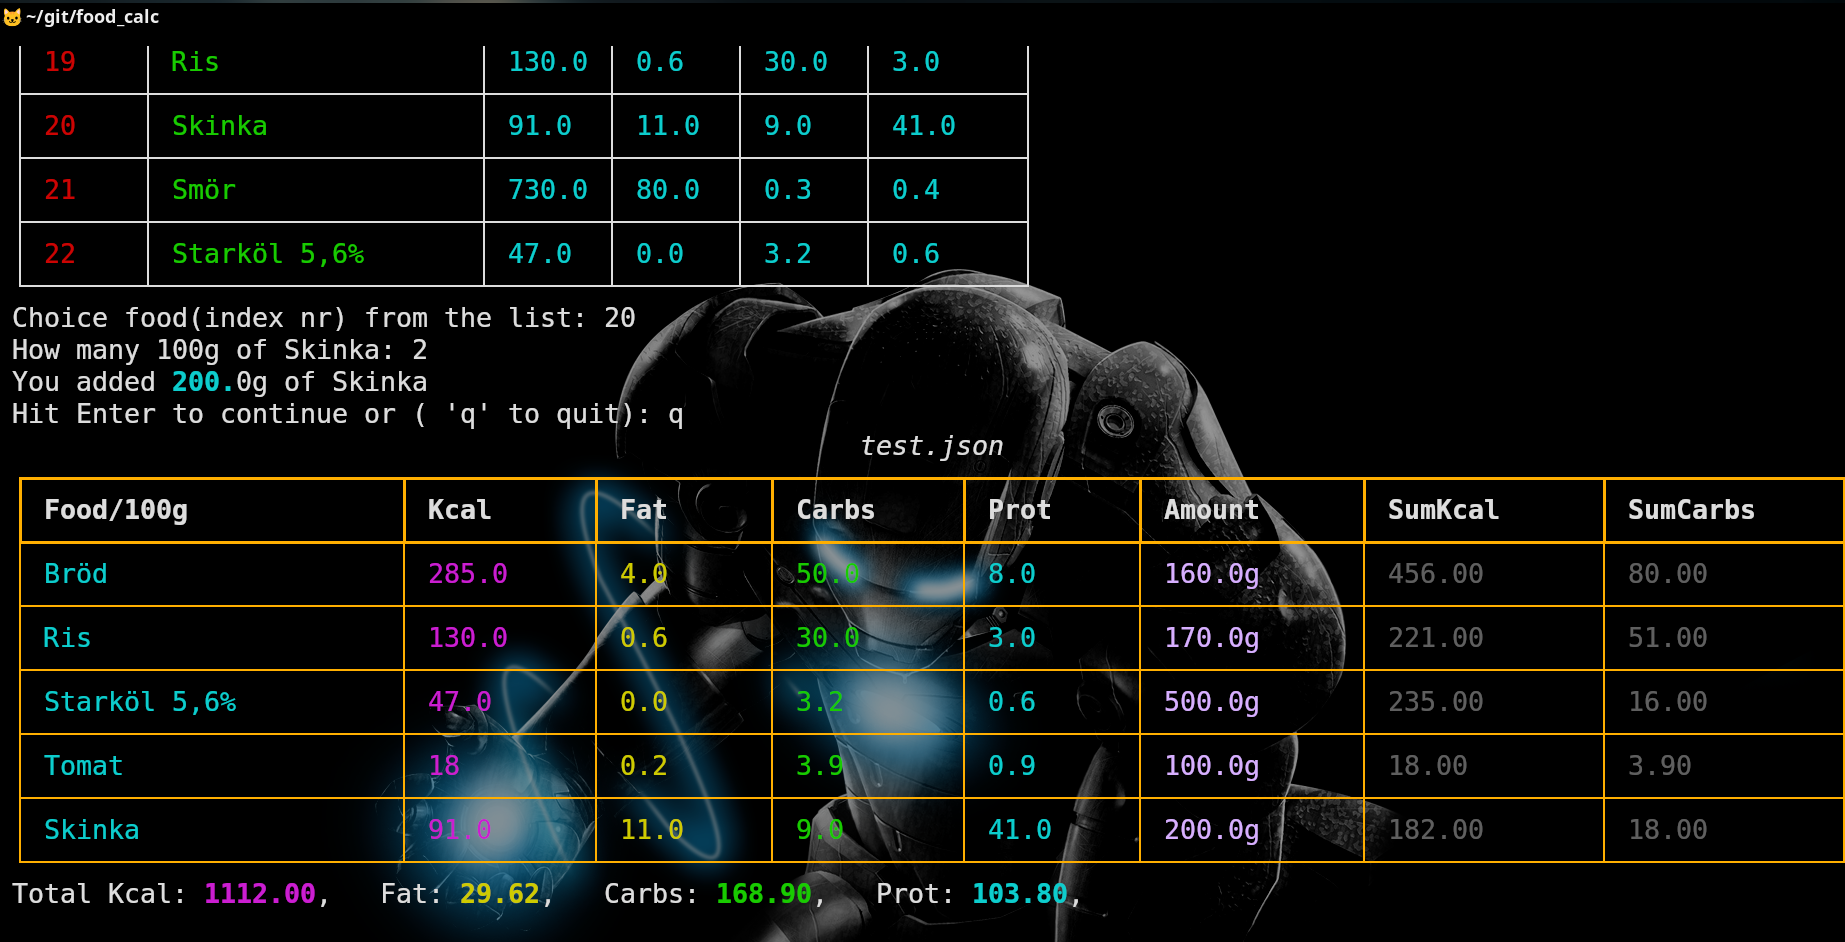 ~/git/food_calc
19 Ris 130.0 0.6 30.0 3.0
20 Skinka 91.0 11.0 9.0 41.0
21 Smör 730.0 80.0 0.3 0.4
22 Starköl 5,6% 47.0 0.0 3.2 0.6
Choice food(index nr) from the list: 20
How many 100g of Skinka: 2
You added 200.0g of Skinka
Hit Enter to continue or ( 'q' to quit): q
test.json
Food/100g Kcal Fat Carbs Prot Amount SumKcal SumCarbs
Bröd 285.0 4.0 50.0 8.0 160.0g 456.00 80.00
Ris 130.0 0.6 30.0 3.0 170.0g 221.00 51.00
Starköl 5,6% 47.0 0.0 3.2 0.6 500.0g 235.00 16.00
Tomat 18 0.2 3.9 0.9 100.0g 18.00 3.90
Skinka 91.0 11.0 9.0 41.0 200.0g 182.00 18.00
Total Kcal: 1112.00, Fat: 29.62, Carbs: 168.90, Prot: 103.80,